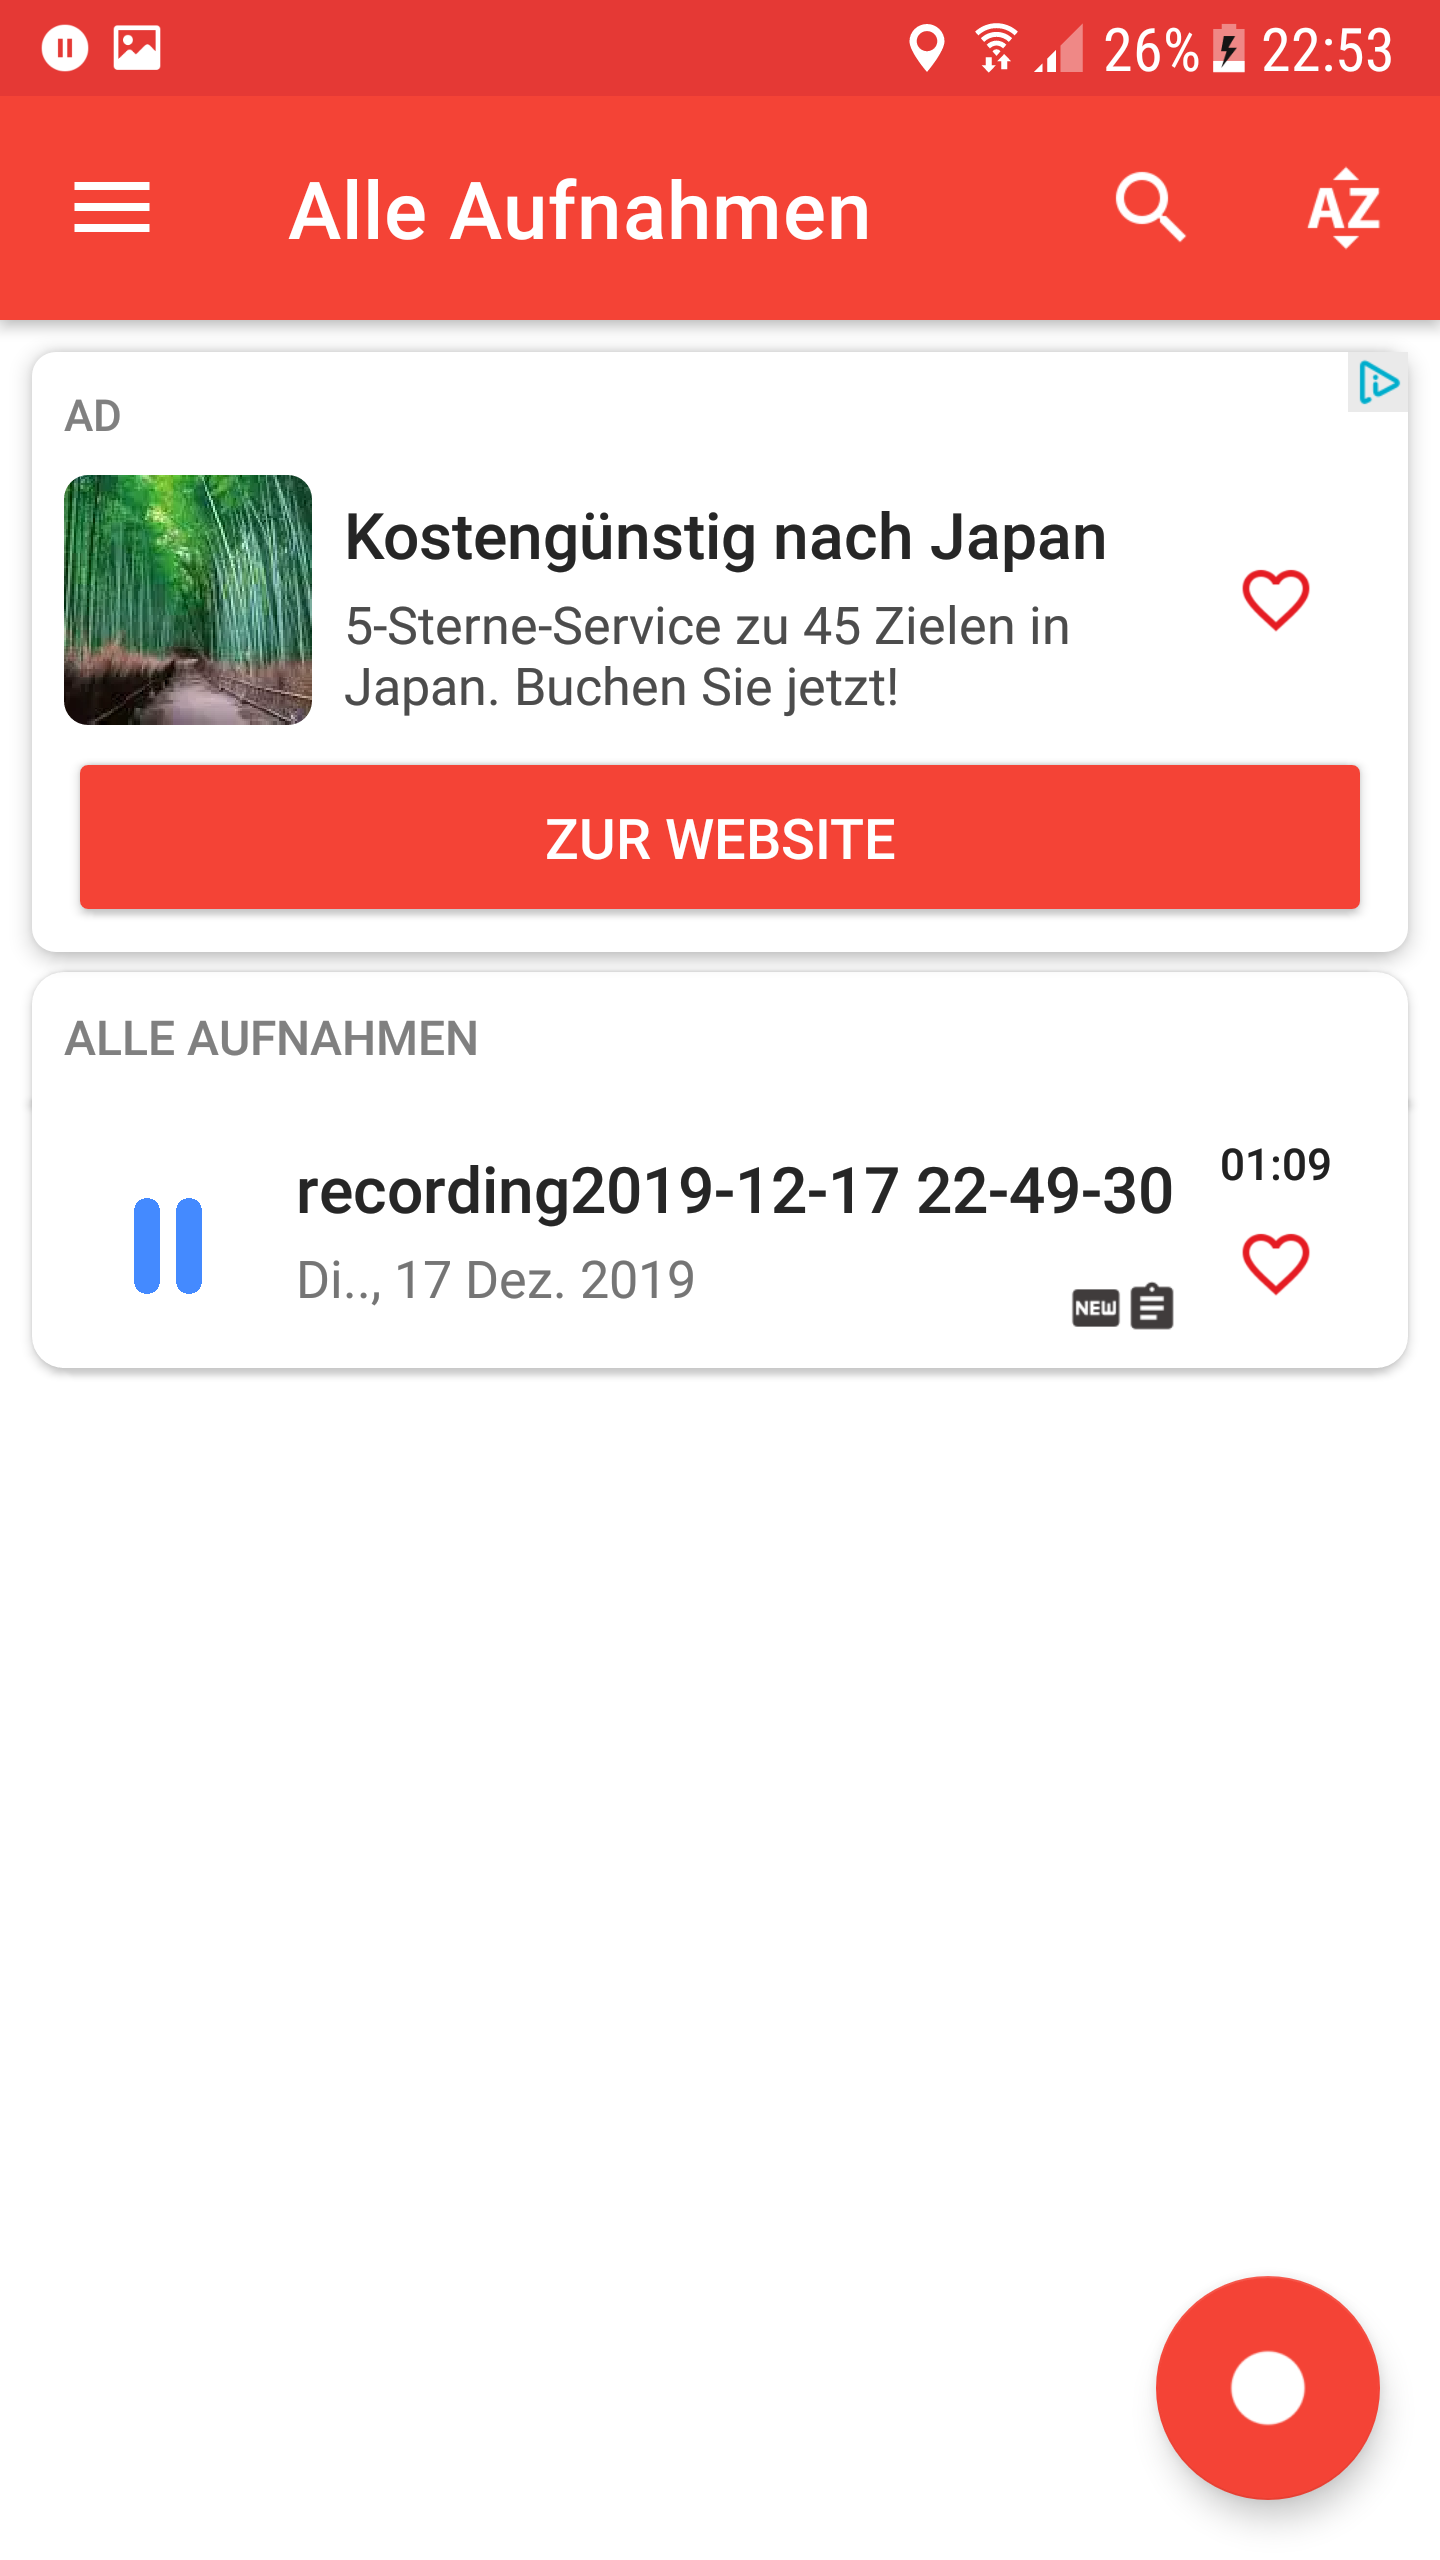 26% 22:53
Alle Aufnahmen
AZ
AD
Kostengünstig nach Japan
5-Sterne-Service zu 45 Zielen in
Japan. Buchen Sie jetzt!
ZUR WEBSITE
ALLE AUFNAHMEN
recording2019-12-17 22-49-30
01:09
Di.., 17 Dez. 2019
NEW